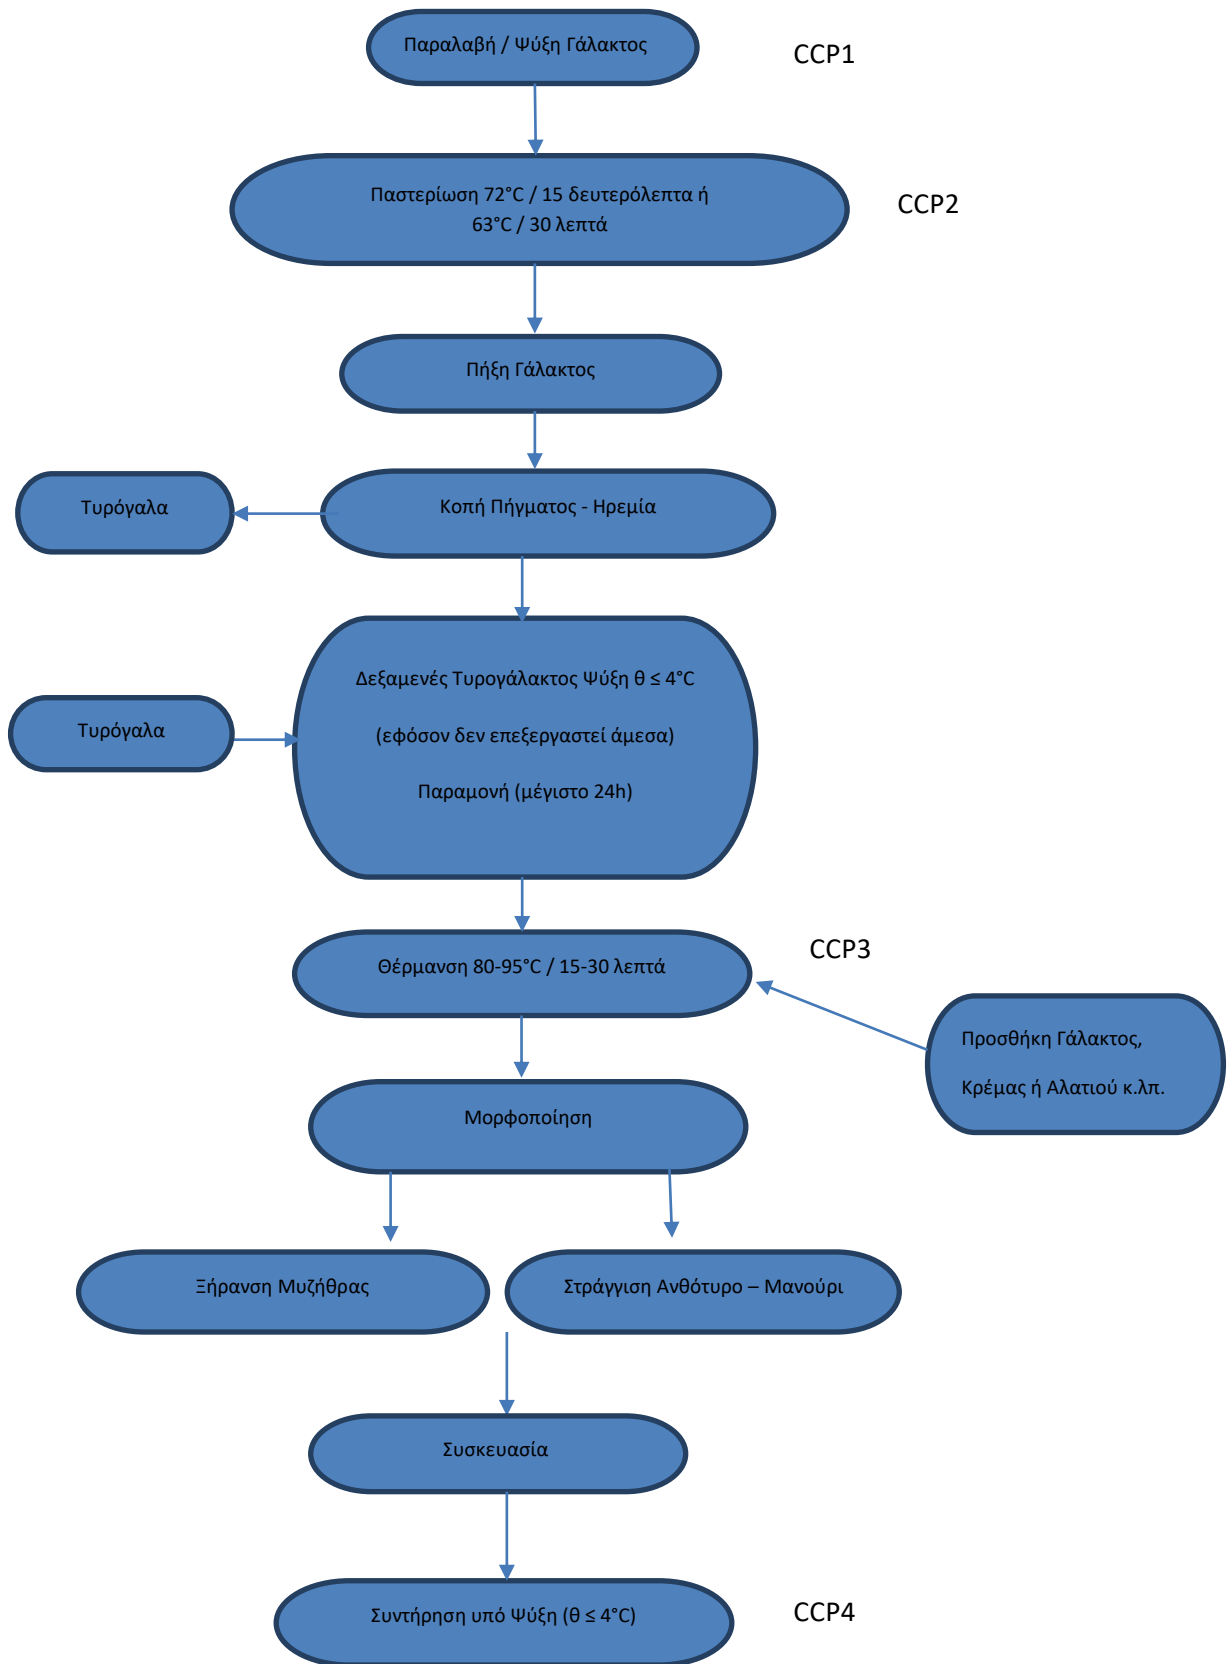 Παραλαβή / Ψύξη Γάλακτος
CCP1
Παστερίωση 72°C / 15 δευτερόλεπτα ή
63°C / 30 λεπτά
CCP2
Πήξη Γάλακτος
Τυρόγαλα
Κοπή Πήγματος - Ηρεμία
Δεξαμενές Τυρογάλακτος Ψύξη θ ≤ 4°C
(εφόσον δεν επεξεργαστεί άμεσα)
Παραμονή (μέγιστο 24h)
Τυρόγαλα
Θέρμανση 80-95°C / 15-30 λεπτά
CCP3
Προσθήκη Γάλακτος,
Κρέμας ή Αλατιού κ.λπ.
Μορφοποίηση
Ξήρανση Μυζήθρας
Στράγγιση Ανθότυρο – Μανούρι
Συσκευασία
Συντήρηση υπό Ψύξη (θ ≤ 4°C)
CCP4